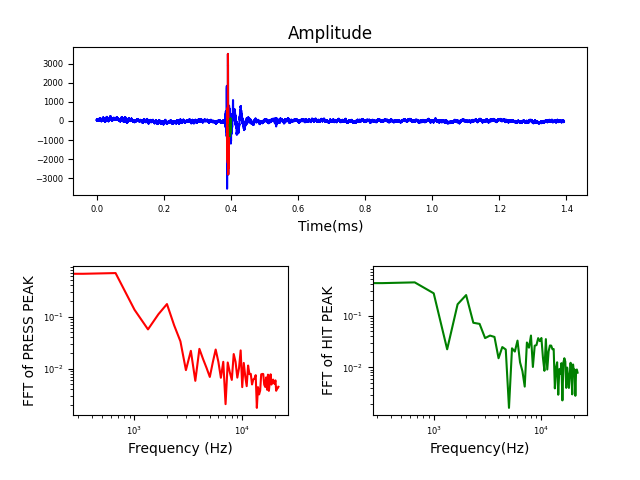 Amplitude
3000
2000
1000
0
−1000
−2000
−3000
0.0 0.2 0.4 0.6 0.8 1.0 1.2 1.4
Time(ms)
FFT of PRESS PEAK
10⁻¹
10⁻²
10³ 10⁴
Frequency (Hz)
FFT of HIT PEAK
10⁻¹
10⁻²
10³ 10⁴
Frequency(Hz)